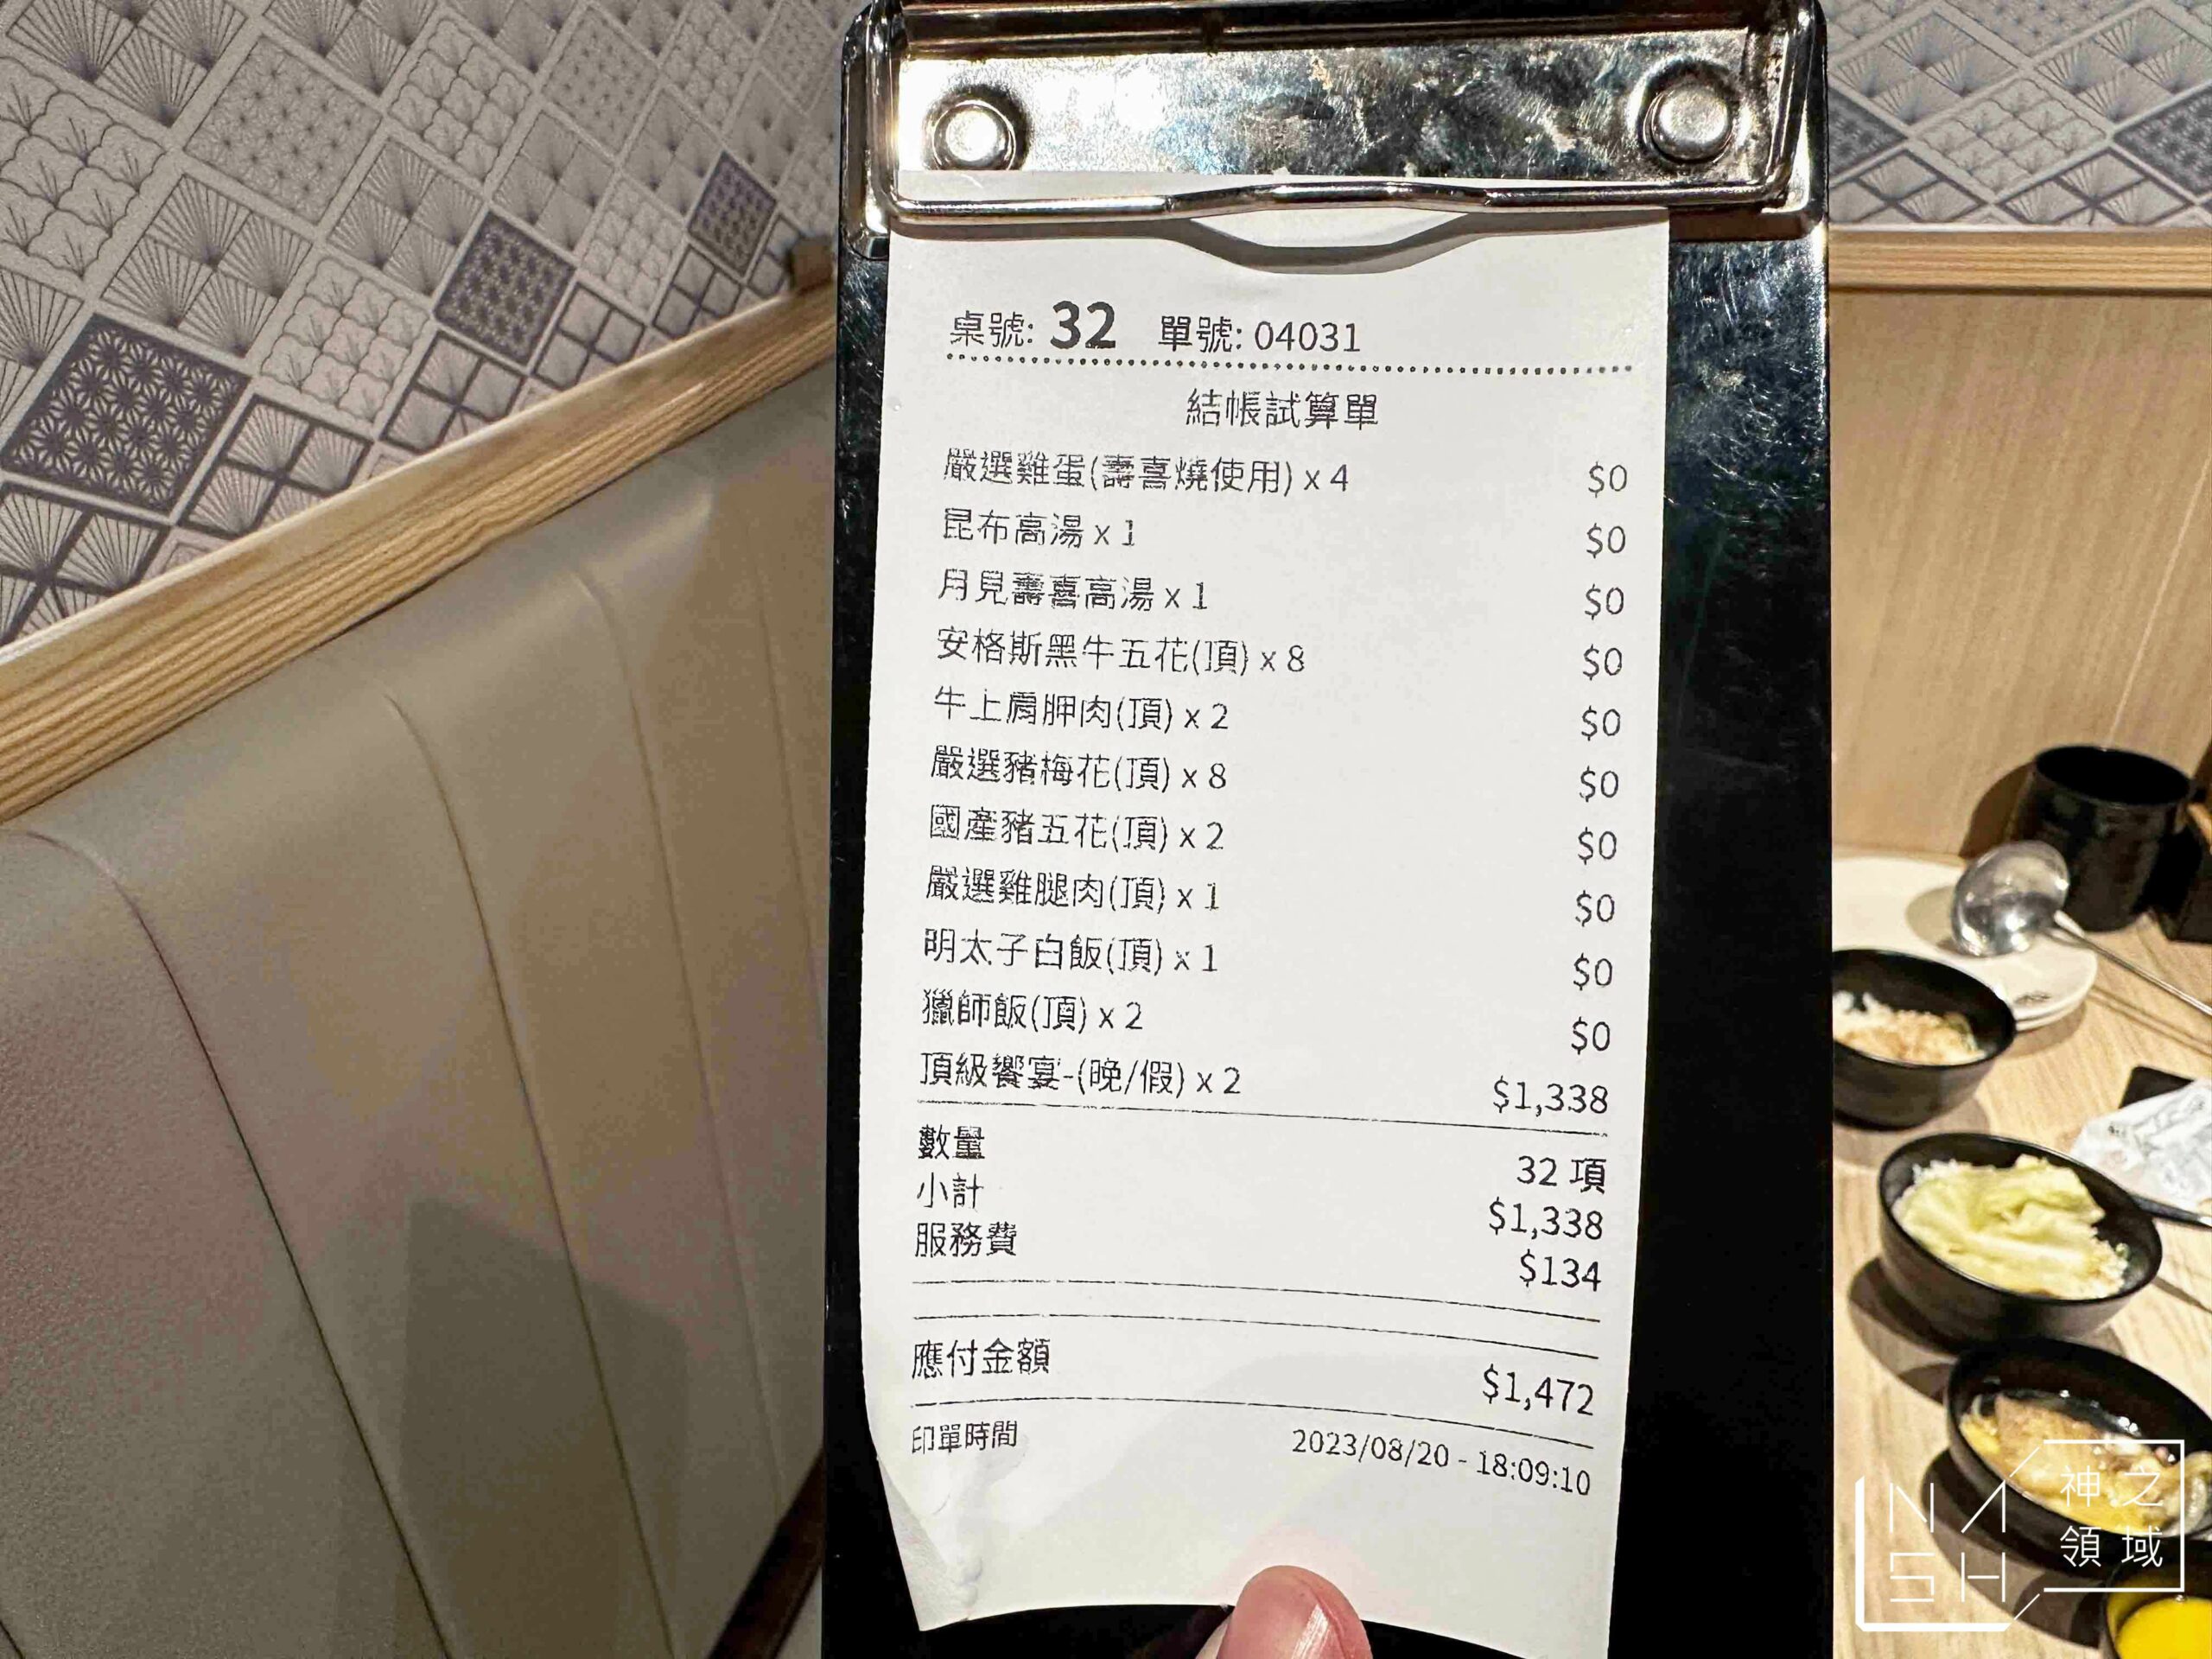 桌號: 32 單號: 04031
結帳試算單
嚴選雞蛋(壽喜燒使用) x 4 $0
昆布高湯 x 1 $0
月見壽喜高湯 x 1 $0
安格斯黑牛五花(頂) x 8 $0
牛上肩胛肉(頂) x 2 $0
嚴選豬梅花(頂) x 8 $0
國產豬五花(頂) x 2 $0
嚴選雞腿肉(頂) x 1 $0
明太子白飯(頂) x 1 $0
獵師飯(頂) x 2 $0
頂級饗宴-(晚/假) x 2 $1,338
數量 32 項
小計 $1,338
服務費 $134
應付金額 $1,472
印單時間 2023/08/20 - 18:09:10
NASH
神之
領域